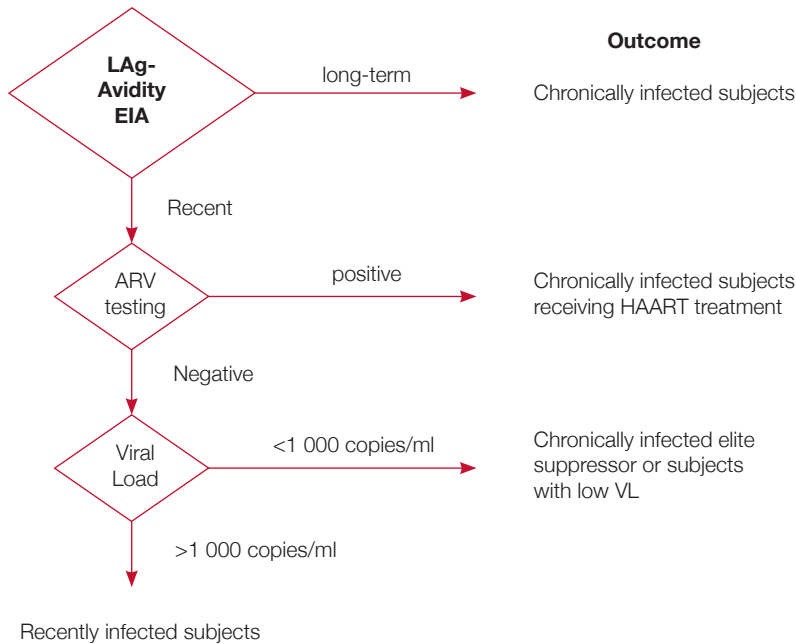 Outcome
LAg-
Avidity
EIA
long-term
Chronically infected subjects
Recent
ARV
testing
positive
Chronically infected subjects
receiving HAART treatment
Negative
Viral
Load
<1 000 copies/ml
Chronically infected elite
suppressor or subjects
with low VL
>1 000 copies/ml
Recently infected subjects